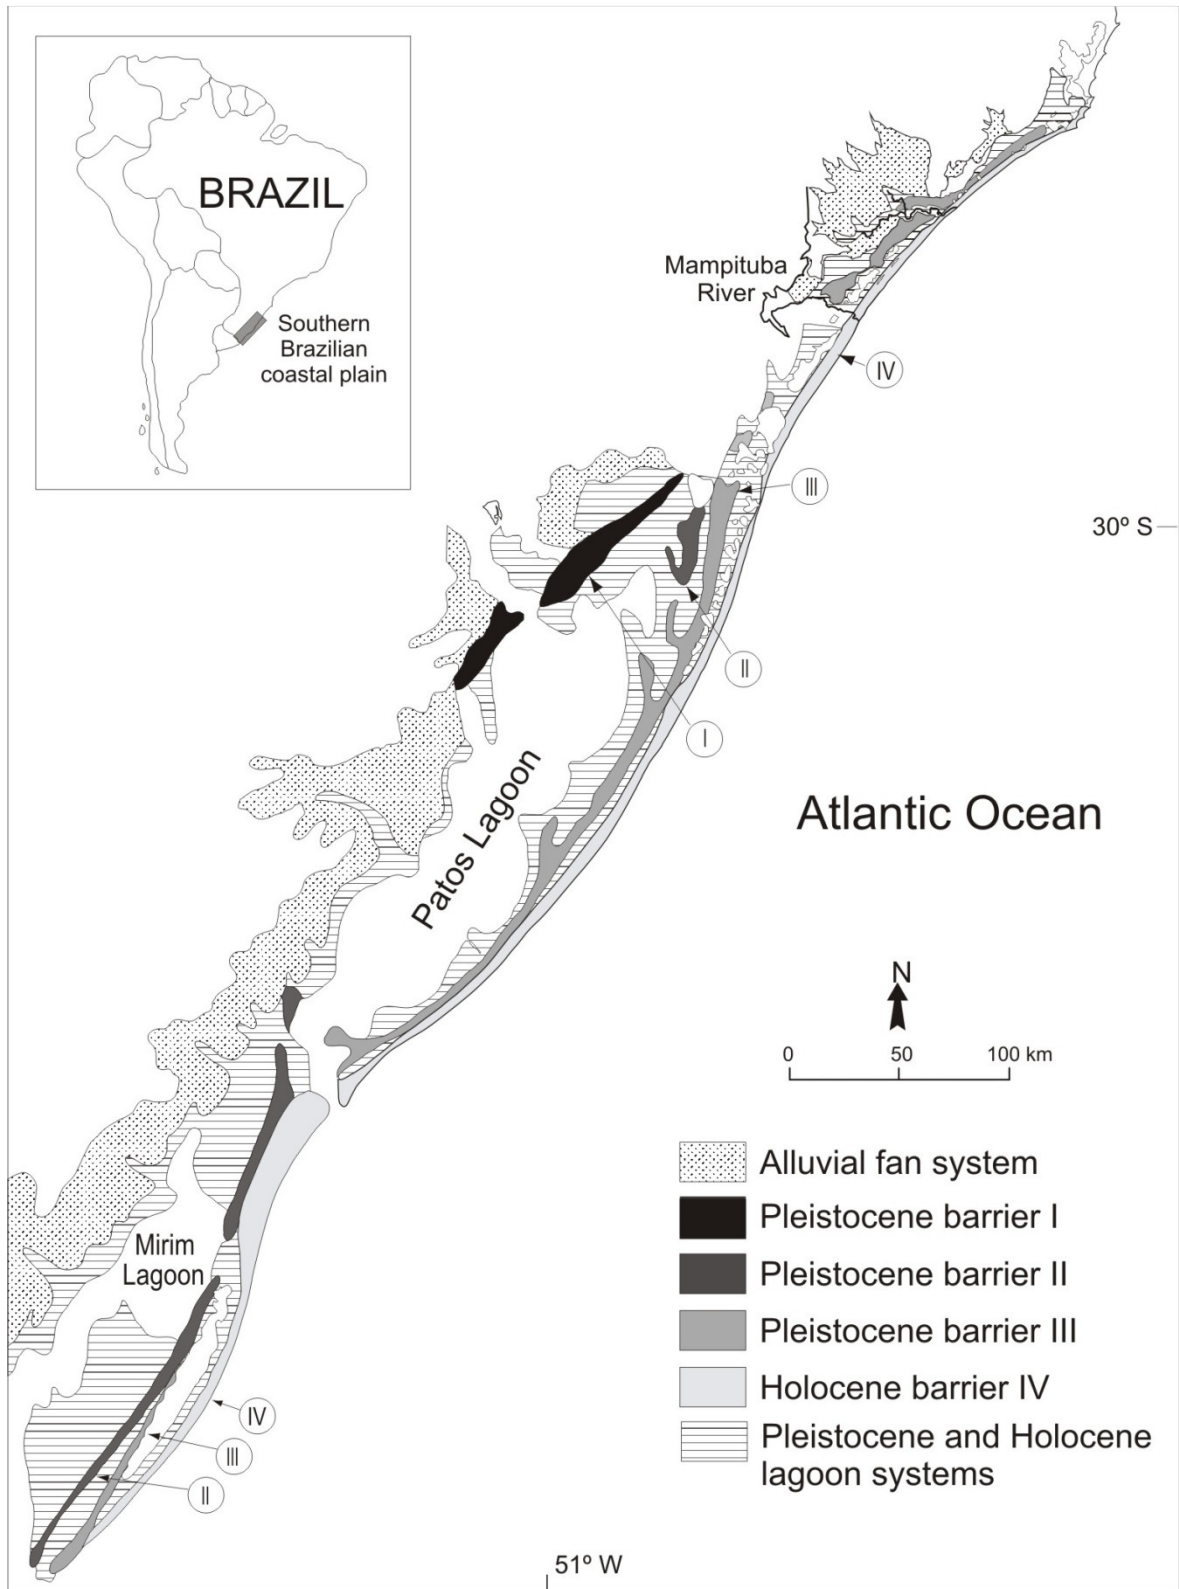 BRAZIL
Southern
Brazilian
coastal plain
Mampituba
River
IV
III
30º S
II
I
Patos Lagoon
Atlantic Ocean
N
0 50 100 km
Mirim
Lagoon
IV
III
II
Alluvial fan system
Pleistocene barrier I
Pleistocene barrier II
Pleistocene barrier III
Holocene barrier IV
Pleistocene and Holocene
lagoon systems
51º W